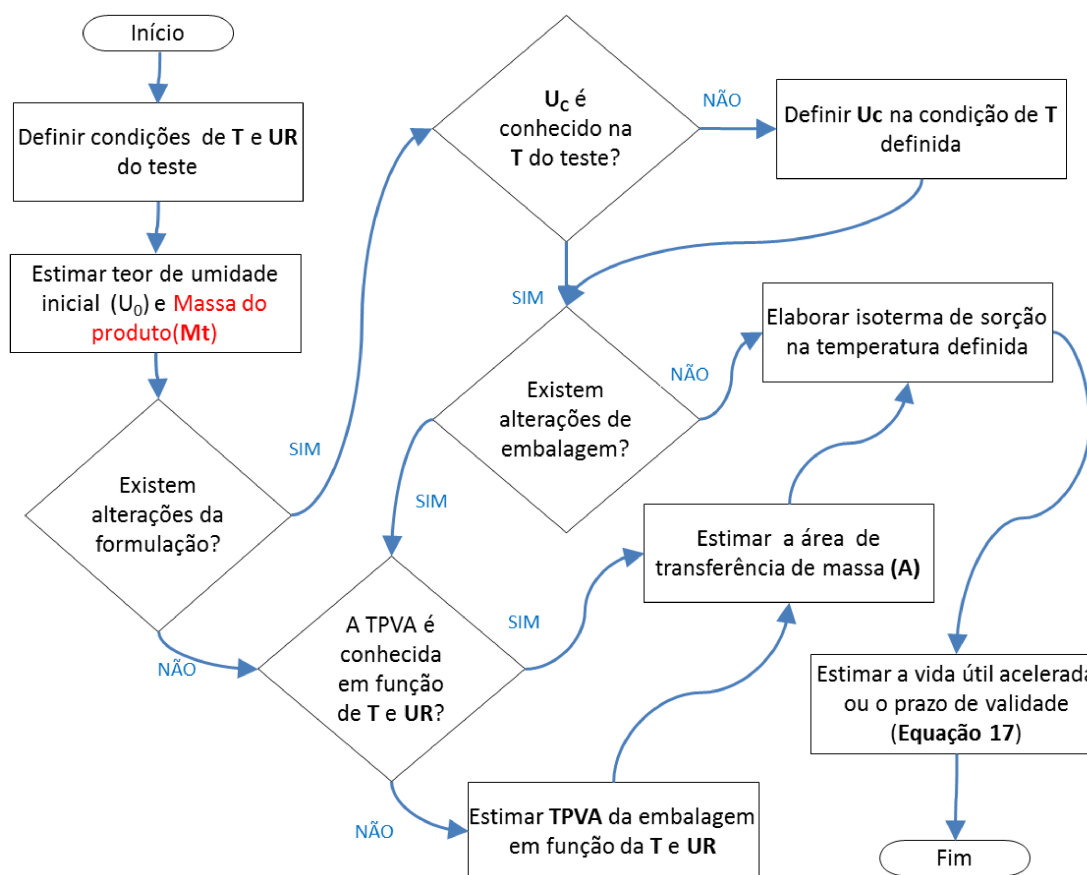 Início
Definir condições de T e UR
do teste
Estimar teor de umidade
inicial (U₀) e Massa do
produto(Mt)
Existem
alterações da
formulação?
SIM
NÃO
Uc é
conhecido na
T do teste?
NÃO
SIM
Definir Uc na condição de T
definida
Existem
alterações de
embalagem?
NÃO
SIM
Elaborar isoterma de sorção
na temperatura definida
A TPVA é
conhecida
em função
de T e UR?
SIM
NÃO
Estimar a área de
transferência de massa (A)
Estimar TPVA da embalagem
em função da T e UR
Estimar a vida útil acelerada
ou o prazo de validade
(Equação 17)
Fim